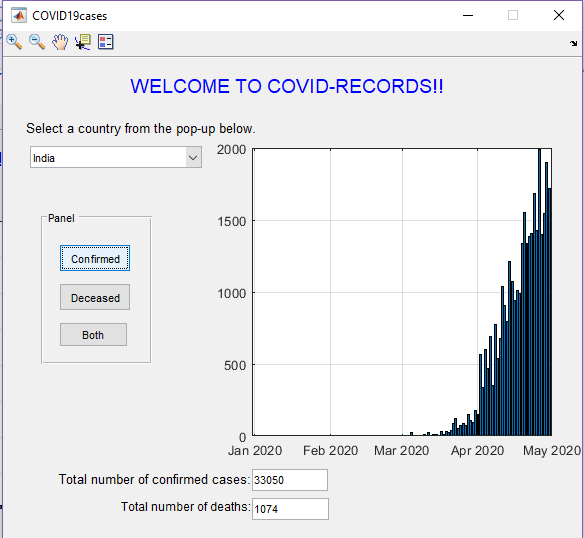 COVID19cases
WELCOME TO COVID-RECORDS!!
Select a country from the pop-up below.
India
Panel
Confirmed
Deceased
Both
2000
1500
1000
500
0
Jan 2020 Feb 2020 Mar 2020 Apr 2020 May 2020
Total number of confirmed cases: 33050
Total number of deaths: 1074